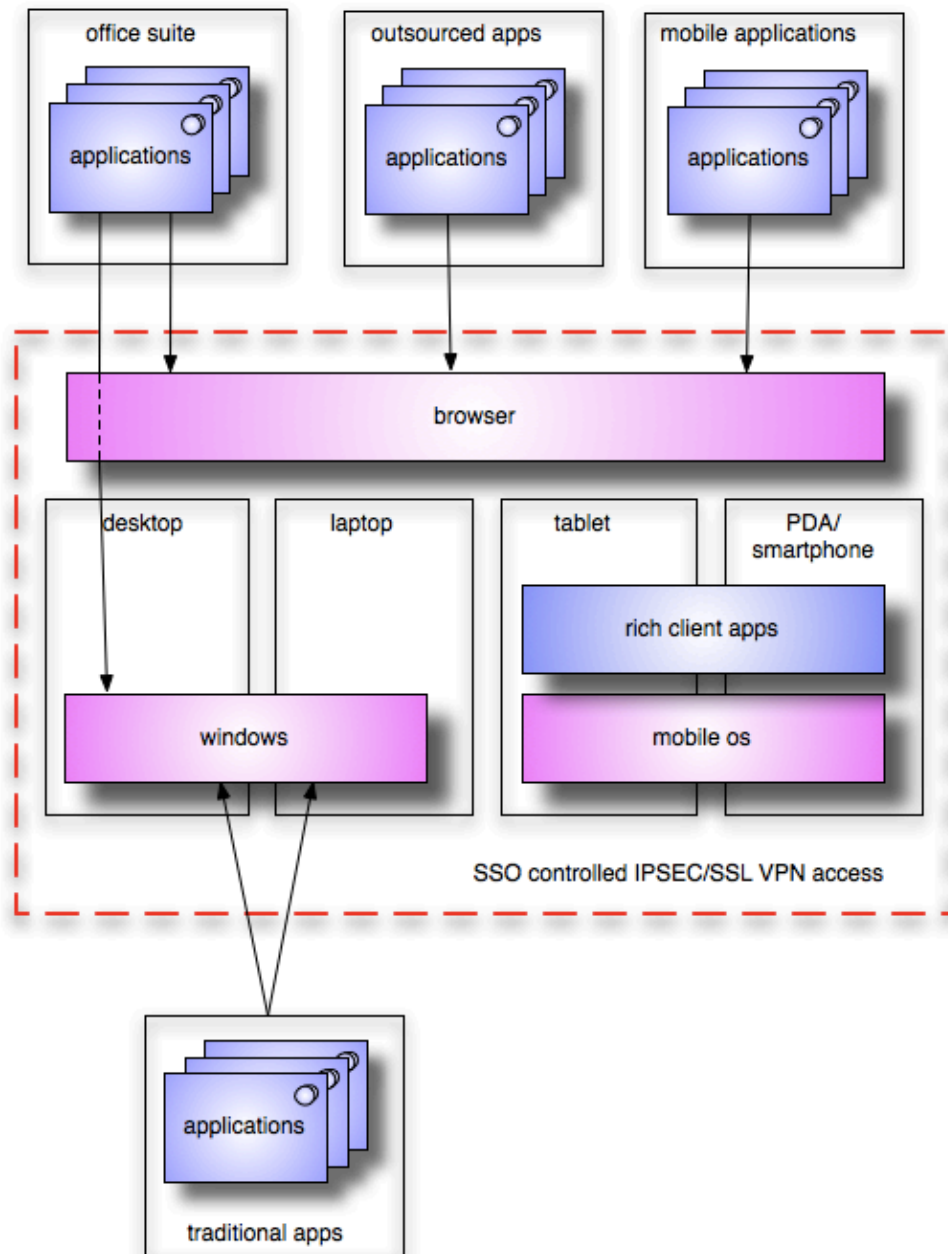 office suite
outsourced apps
mobile applications
applications
applications
applications
browser
desktop
laptop
tablet
PDA/
smartphone
rich client apps
windows
mobile os
SSO controlled IPSEC/SSL VPN access
applications
traditional apps